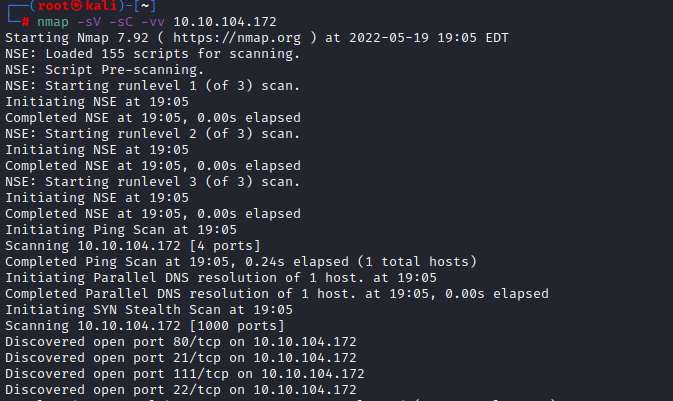 ┌──(root㉿kali)-[~]
└─# nmap -sV -sC -vv 10.10.104.172
Starting Nmap 7.92 ( https://nmap.org ) at 2022-05-19 19:05 EDT
NSE: Loaded 155 scripts for scanning.
NSE: Script Pre-scanning.
NSE: Starting runlevel 1 (of 3) scan.
Initiating NSE at 19:05
Completed NSE at 19:05, 0.00s elapsed
NSE: Starting runlevel 2 (of 3) scan.
Initiating NSE at 19:05
Completed NSE at 19:05, 0.00s elapsed
NSE: Starting runlevel 3 (of 3) scan.
Initiating NSE at 19:05
Completed NSE at 19:05, 0.00s elapsed
Initiating Ping Scan at 19:05
Scanning 10.10.104.172 [4 ports]
Completed Ping Scan at 19:05, 0.24s elapsed (1 total hosts)
Initiating Parallel DNS resolution of 1 host. at 19:05
Completed Parallel DNS resolution of 1 host. at 19:05, 0.00s elapsed
Initiating SYN Stealth Scan at 19:05
Scanning 10.10.104.172 [1000 ports]
Discovered open port 80/tcp on 10.10.104.172
Discovered open port 21/tcp on 10.10.104.172
Discovered open port 111/tcp on 10.10.104.172
Discovered open port 22/tcp on 10.10.104.172